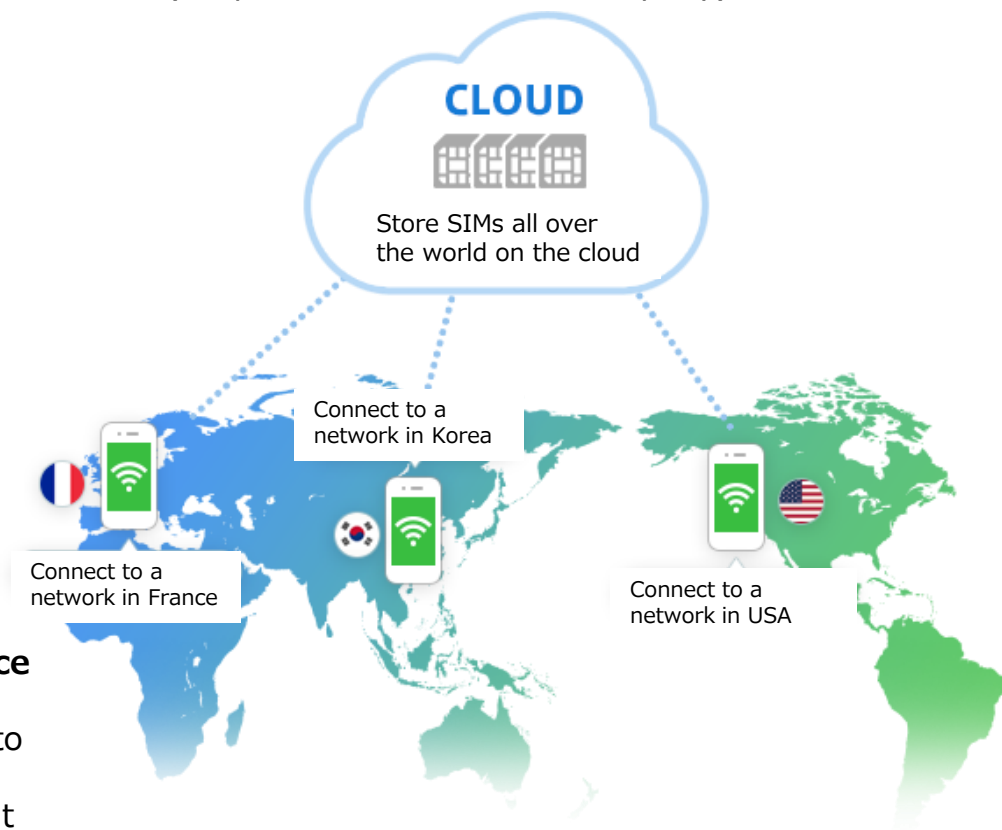 CLOUD
Store SIMs all over
the world on the cloud
Connect to a
network in Korea
Connect to a
network in France
Connect to a
network in USA
to